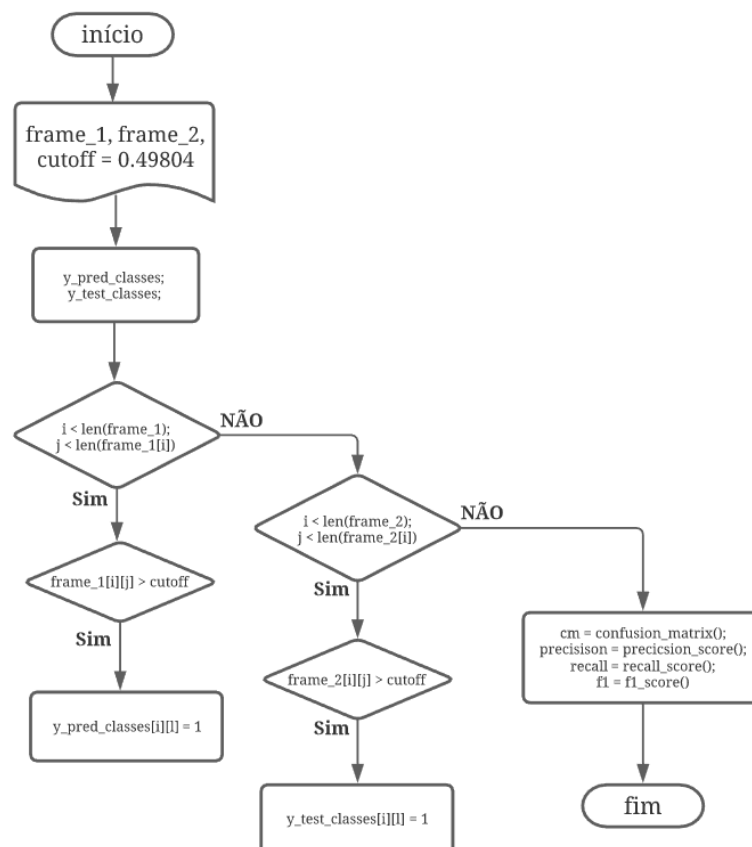 início
frame_1, frame_2,
cutoff = 0.49804
y_pred_classes;
y_test_classes;
i < len(frame_1);
j < len(frame_1[i])
NÃO
Sim
frame_1[i][j] > cutoff
Sim
y_pred_classes[i][l] = 1
i < len(frame_2);
j < len(frame_2[i])
NÃO
Sim
frame_2[i][j] > cutoff
Sim
y_test_classes[i][l] = 1
cm = confusion_matrix();
precisison = precicsion_score();
recall = recall_score();
f1 = f1_score()
fim